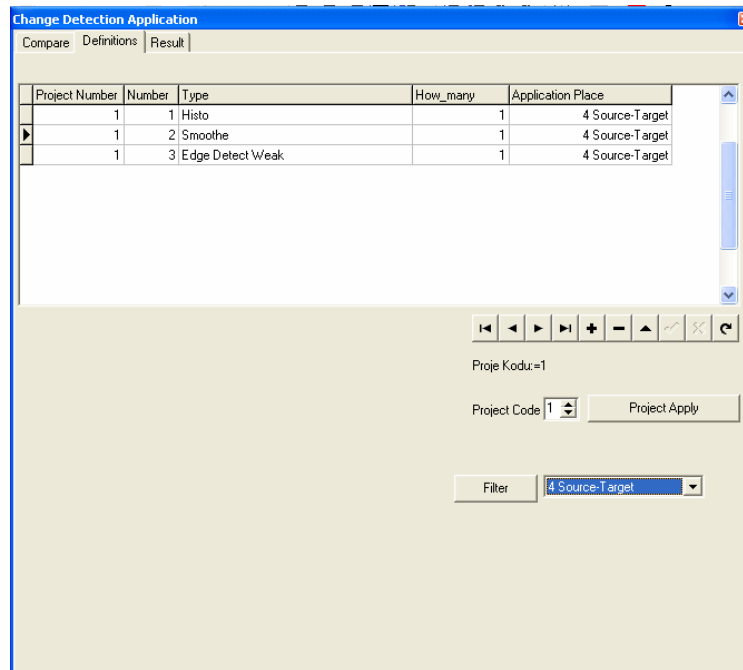 Change Detection Application
Compare Definitions Result
Project Number Number Type How_many Application Place
1 1 Histo 1 4 Source-Target
1 2 Smoothe 1 4 Source-Target
1 3 Edge Detect Weak 1 4 Source-Target
Proje Kodu:=1
Project Code 1 Project Apply
Filter 4 Source-Target